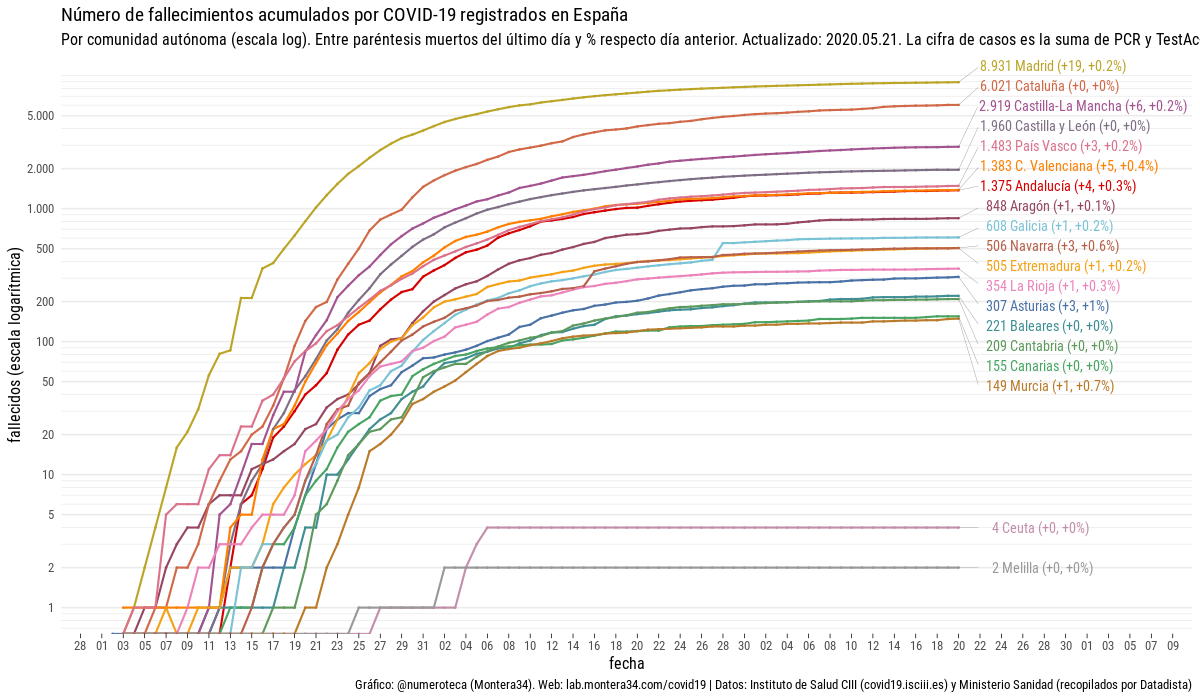 Número de fallecimientos acumulados por COVID-19 registrados en España
Por comunidad autónoma (escala log). Entre paréntesis muertos del último día y % respecto día anterior. Actualizado: 2020.05.21. La cifra de casos es la suma de PCR y TestAc
8.931 Madrid (+19, +0.2%)
6.021 Cataluña (+0, +0%)
2.919 Castilla-La Mancha (+6, +0.2%)
1.960 Castilla y León (+0, +0%)
1.483 País Vasco (+3, +0.2%)
1.383 C. Valenciana (+5, +0.4%)
1.375 Andalucía (+4, +0.3%)
848 Aragón (+1, +0.1%)
608 Galicia (+1, +0.2%)
506 Navarra (+3, +0.6%)
505 Extremadura (+1, +0.2%)
354 La Rioja (+1, +0.3%)
307 Asturias (+3, +1%)
221 Baleares (+0, +0%)
209 Cantabria (+0, +0%)
155 Canarias (+0, +0%)
149 Murcia (+1, +0.7%)
4 Ceuta (+0, +0%)
2 Melilla (+0, +0%)
fallecidos (escala logarítmica)
5.000
2.000
1.000
500
200
100
50
20
10
5
2
1
28 01 03 05 07 09 11 13 15 17 19 21 23 25 27 29 31 02 04 06 08 10 12 14 16 18 20 22 24 26 28 30 02 04 06 08 10 12 14 16 18 20 22 24 26 28 30 01 03 05 07 09
fecha
Gráfico: @numeroteca (Montera34). Web: lab.montera34.com/covid19 | Datos: Instituto de Salud CIII (covid19.isciii.es) y Ministerio Sanidad (recopilados por Datadista)